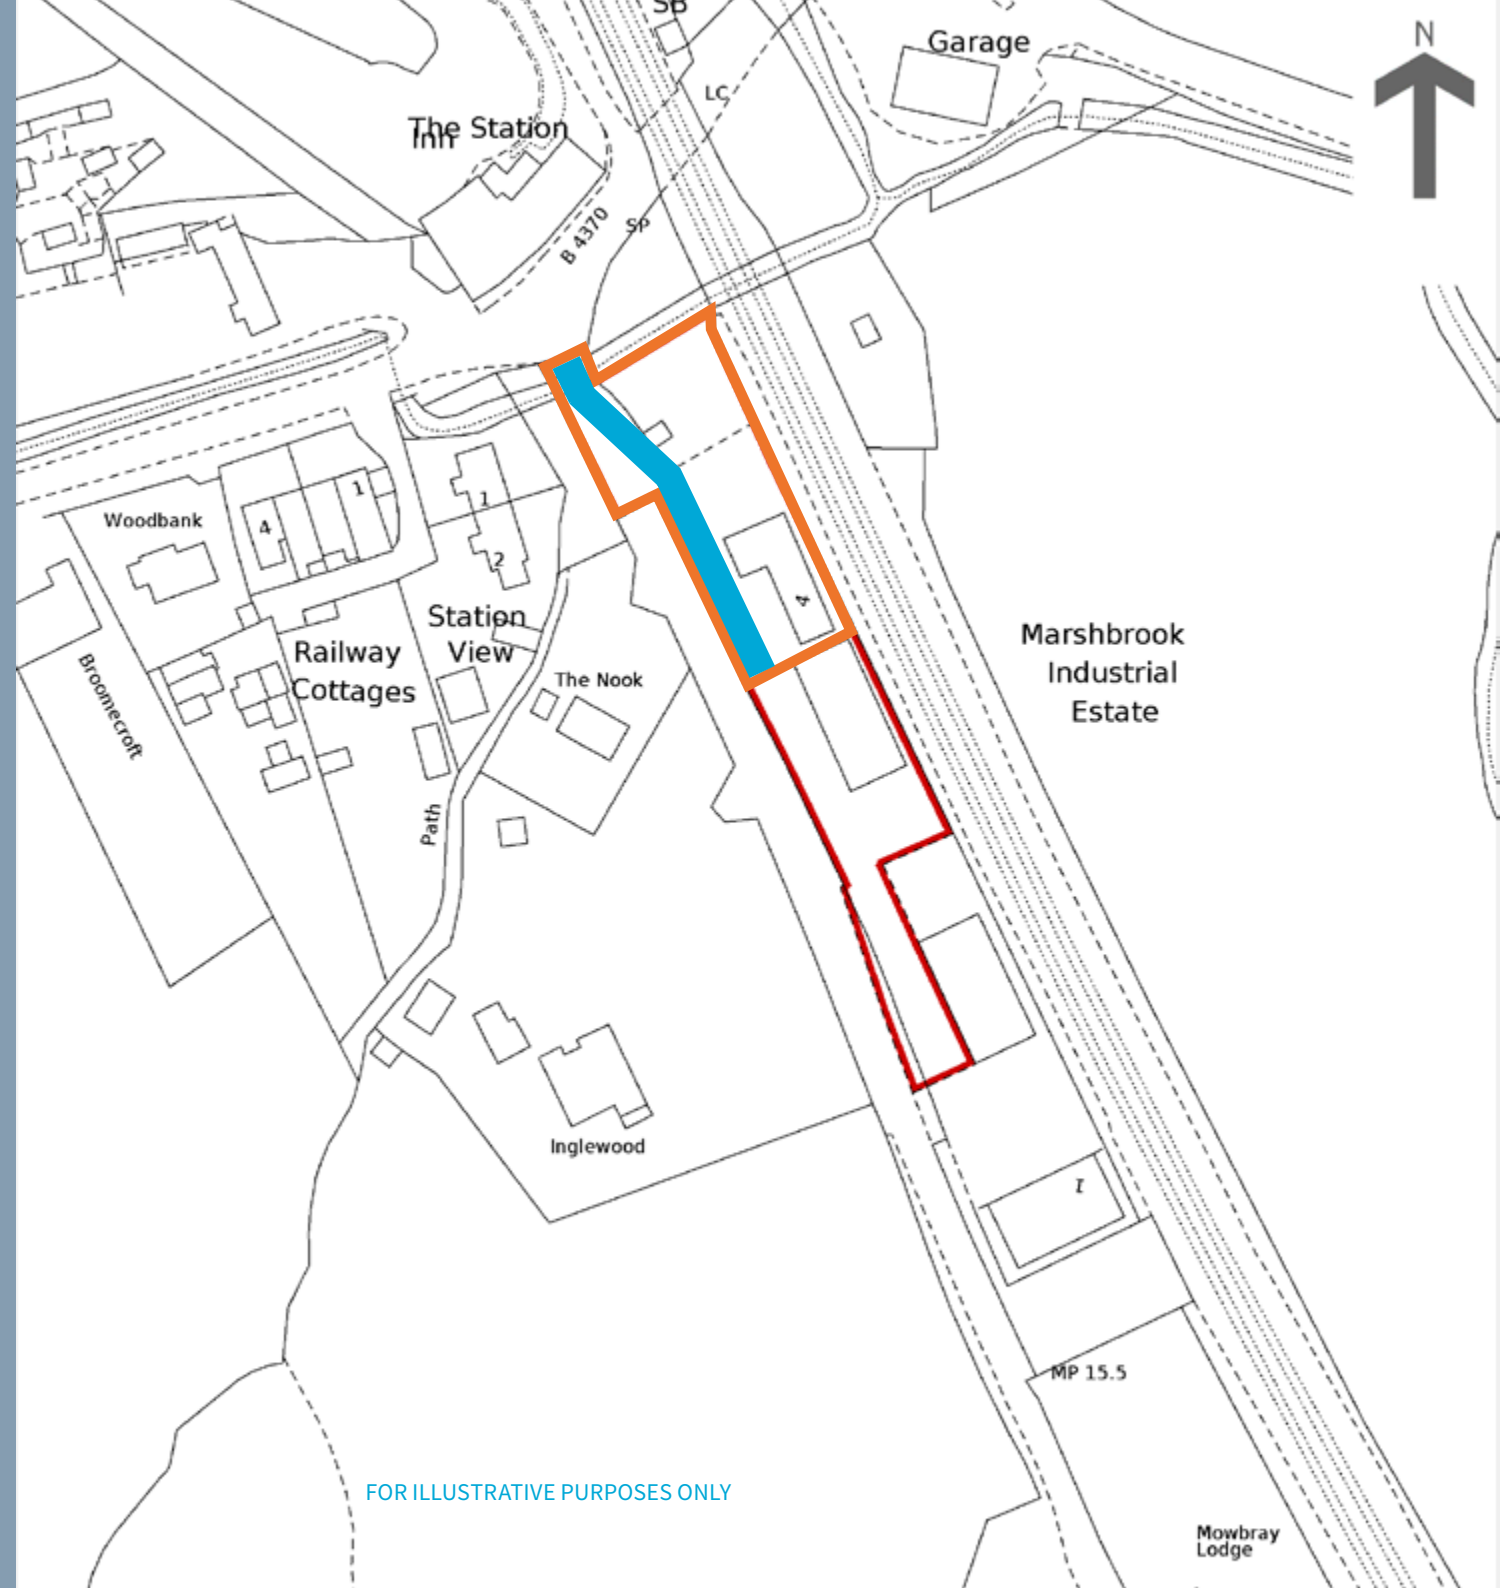 SB
Garage
N
LC
The Station
Inn
SP
B 4370
Woodbank
1
4
1
2
4
Station
View
Railway
Cottages
The Nook
Marshbrook
Industrial
Estate
Broomecroft
Path
Inglewood
1
MP 15.5
FOR ILLUSTRATIVE PURPOSES ONLY
Mowbray
Lodge